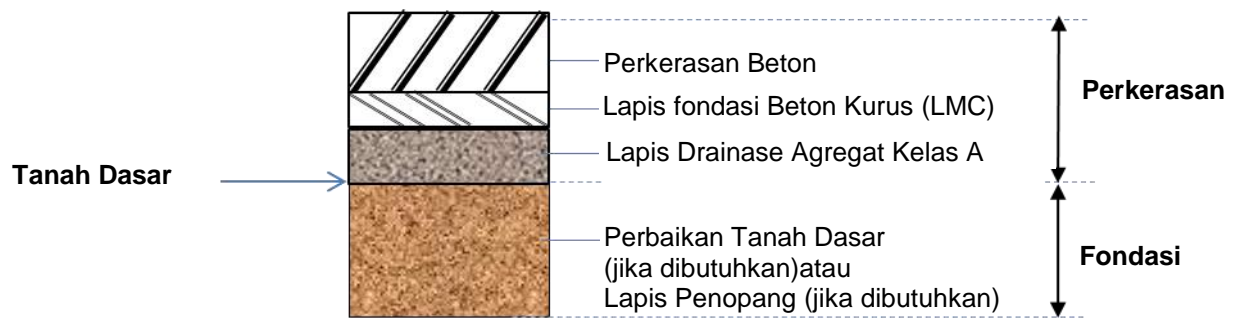 Perkerasan Beton
Lapis fondasi Beton Kurus (LMC)
Perkerasan
Lapis Drainase Agregat Kelas A
Tanah Dasar
Perbaikan Tanah Dasar
(jika dibutuhkan)atau
Lapis Penopang (jika dibutuhkan)
Fondasi